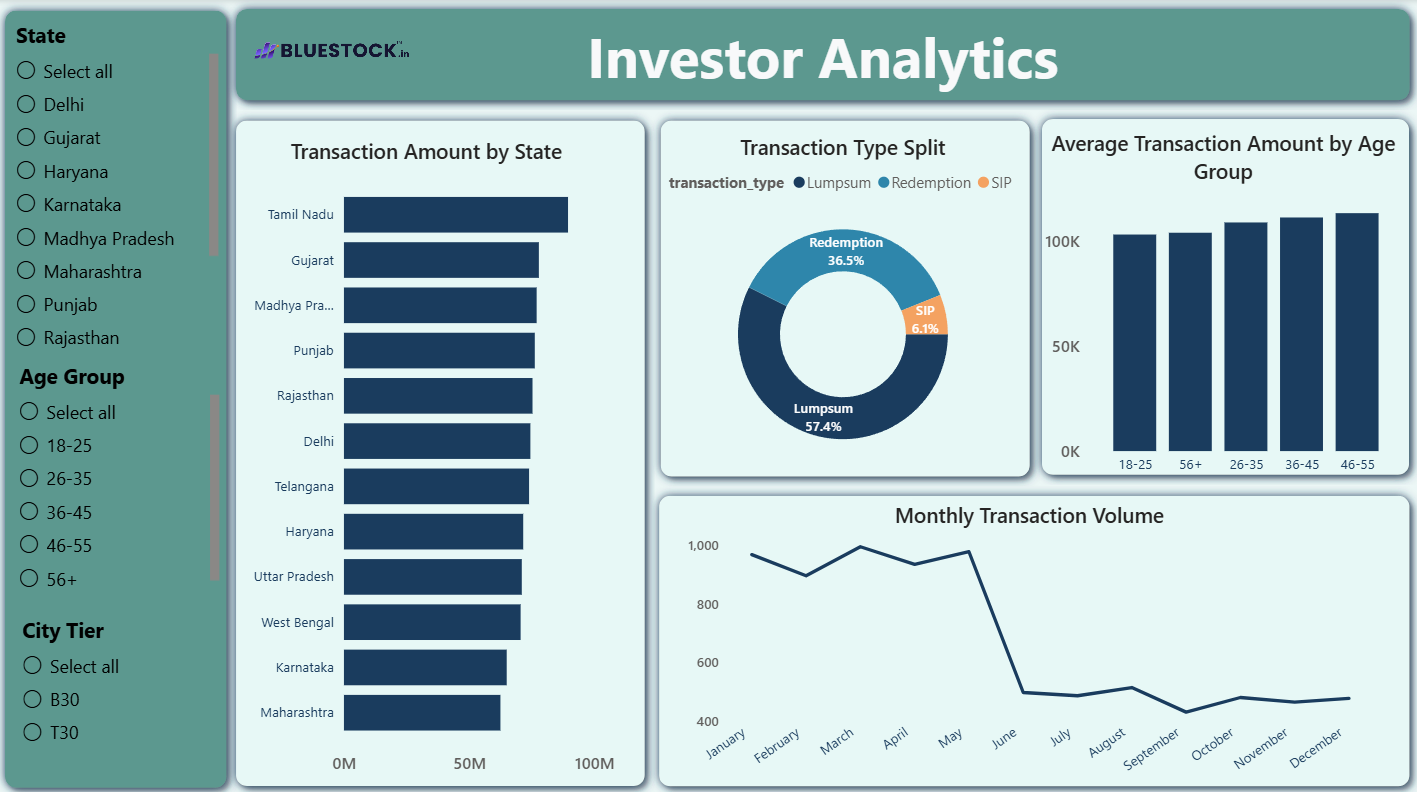 State
Select all
Delhi
Gujarat
Haryana
Karnataka
Madhya Pradesh
Maharashtra
Punjab
Rajasthan
Age Group
Select all
18-25
26-35
36-45
46-55
56+
City Tier
Select all
B30
T30
BLUESTOCK.in
Investor Analytics
Transaction Amount by State
Tamil Nadu
Gujarat
Madhya Pra...
Punjab
Rajasthan
Delhi
Telangana
Haryana
Uttar Pradesh
West Bengal
Karnataka
Maharashtra
0M 50M 100M
Transaction Type Split
transaction_type Lumpsum Redemption SIP
Redemption
36.5%
SIP
6.1%
Lumpsum
57.4%
Average Transaction Amount by Age
Group
100K
50K
0K
18-25 56+ 26-35 36-45 46-55
Monthly Transaction Volume
1,000
800
600
400
January February March April May June July August September October November December